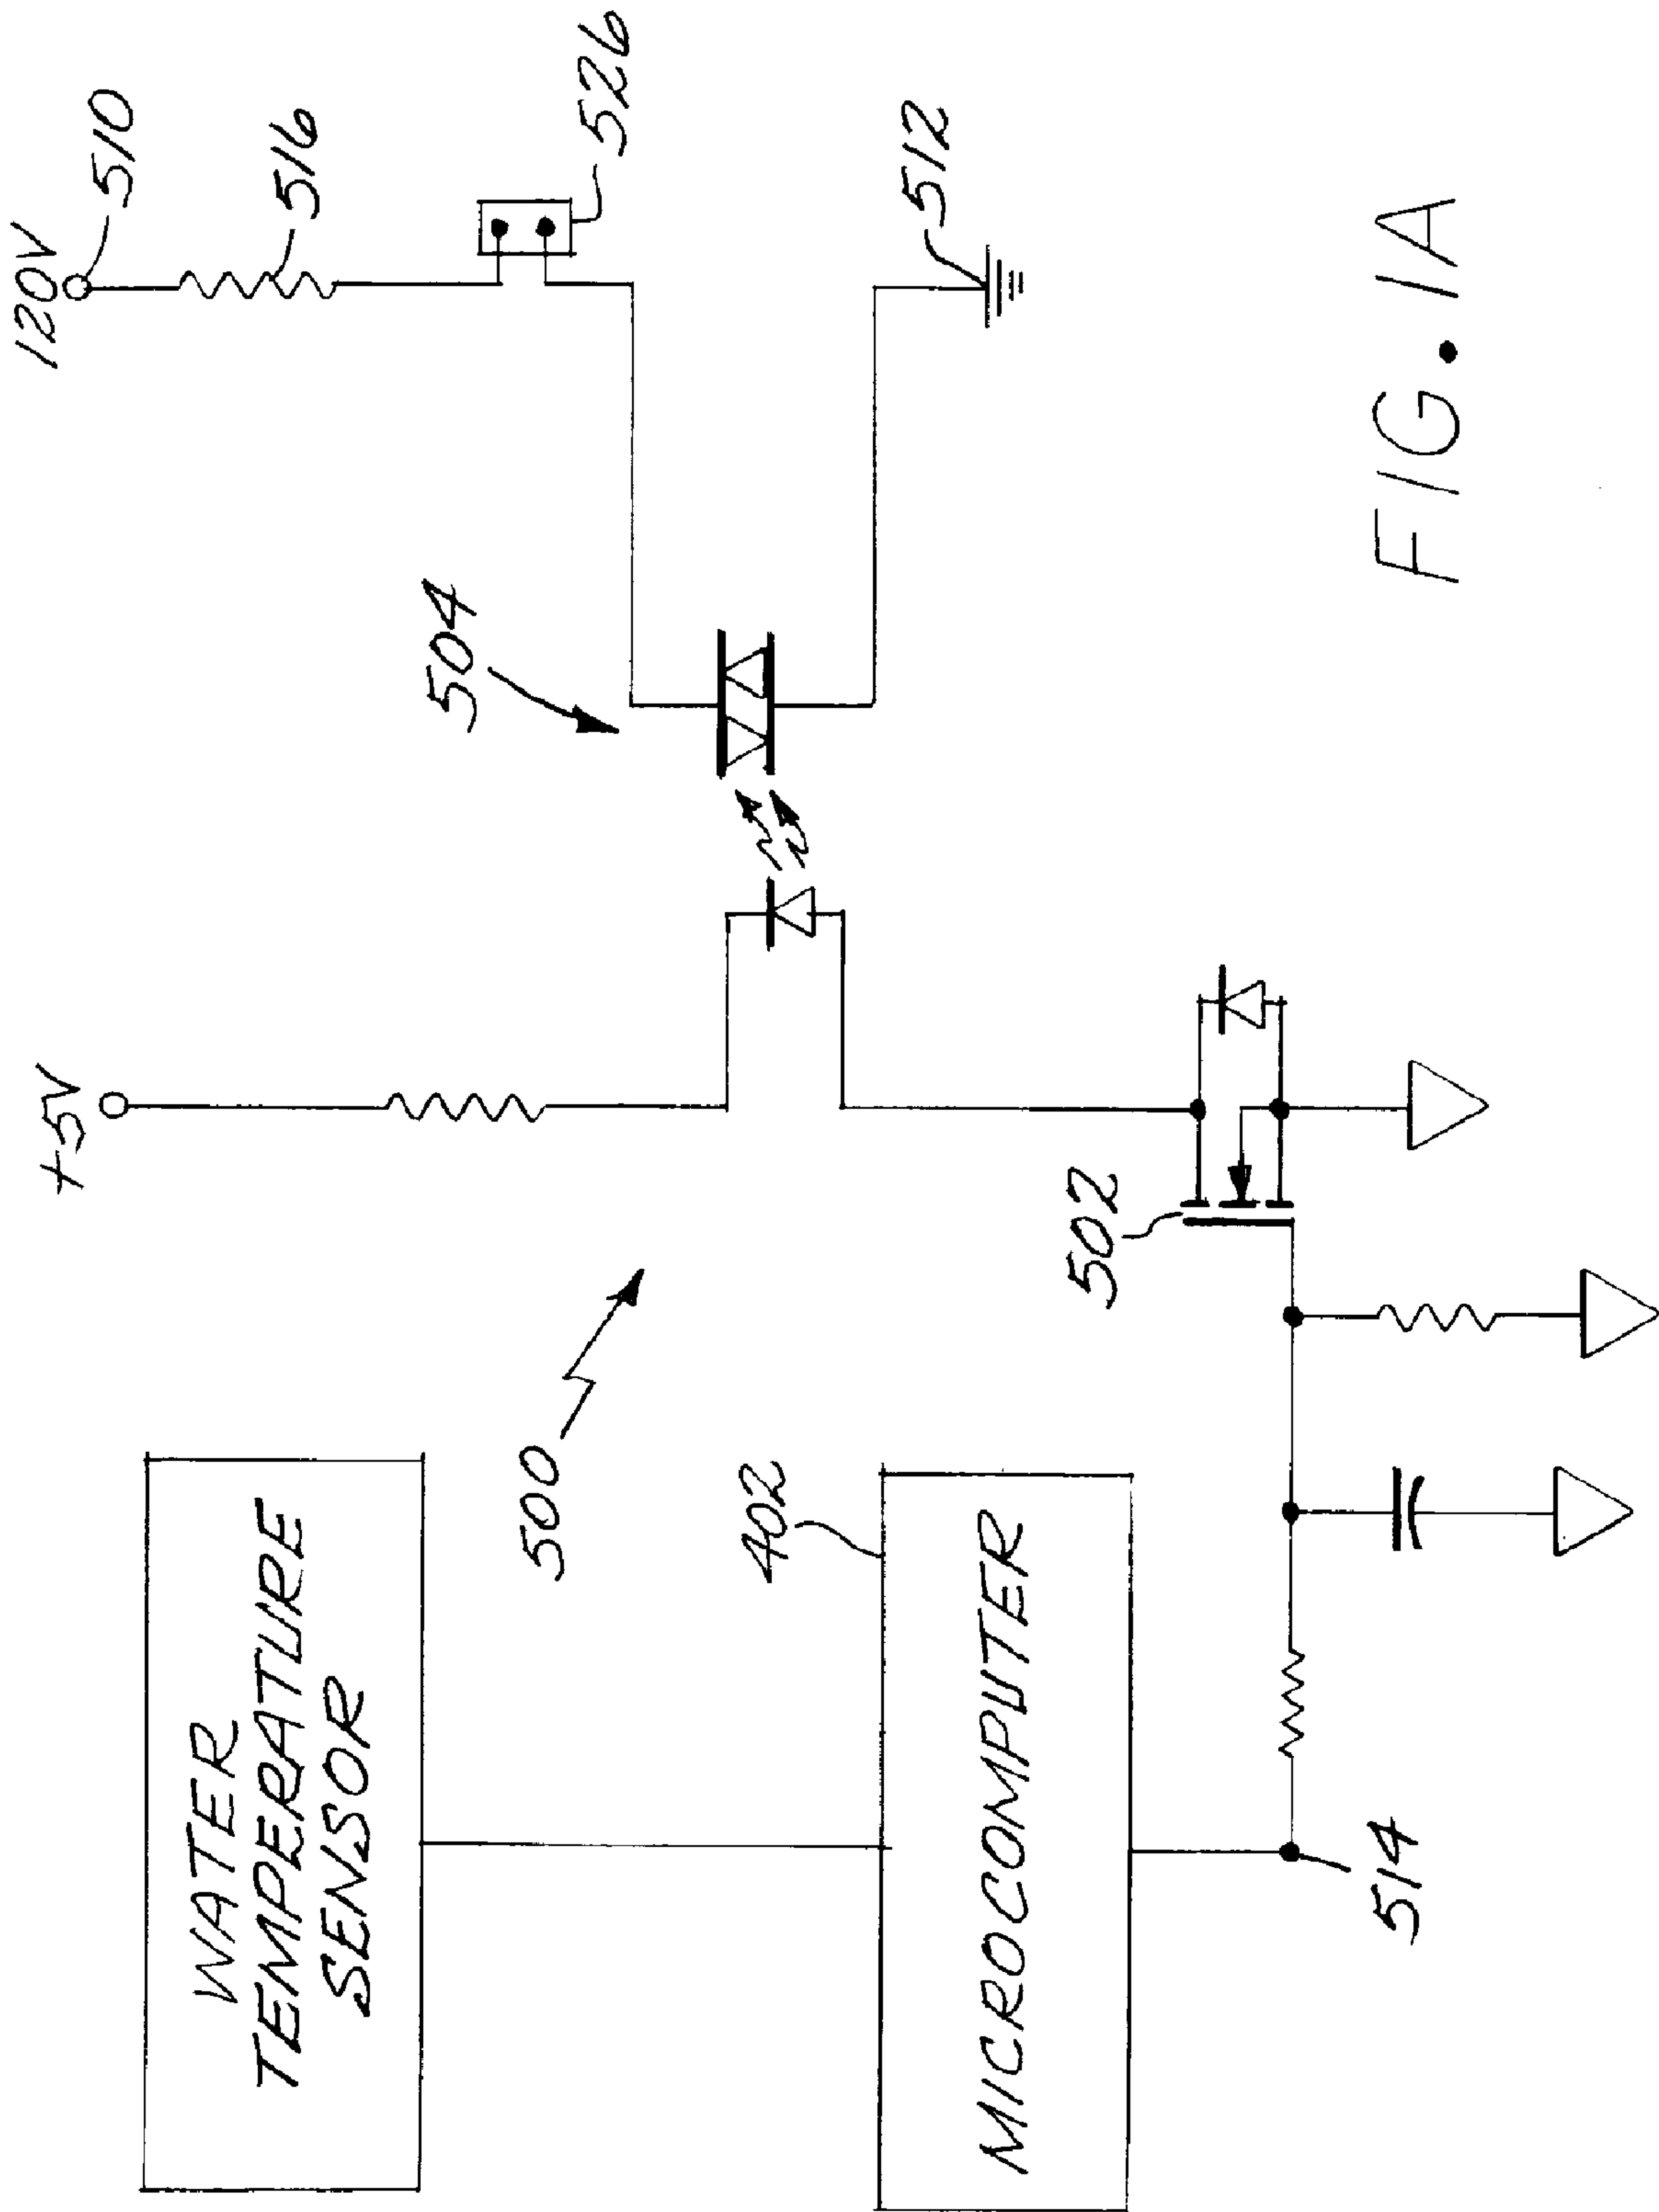 120V
+5V
510
WATER
TEMPERATURE
SENSOR
516
504
500
526
402
512
MICROCOMPUTER
502
514
FIG. 1A